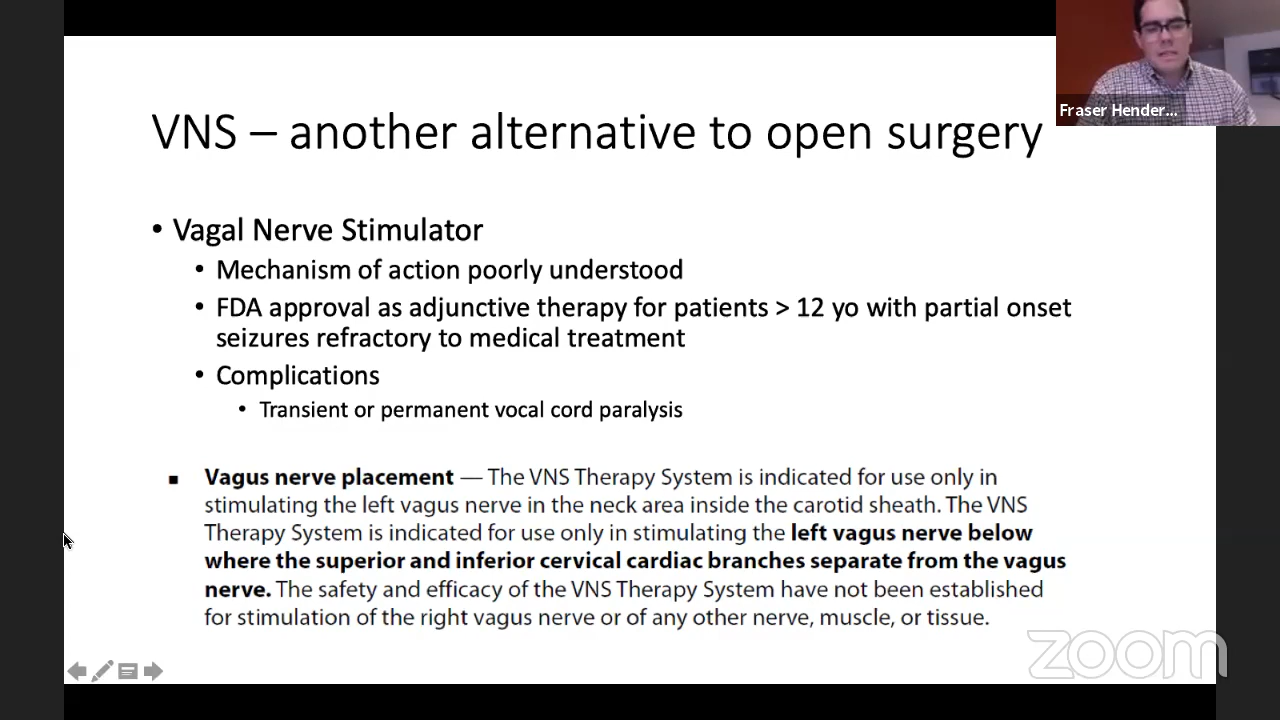 VNS – another alternative to open surgery
Fraser Hender...
• Vagal Nerve Stimulator
• Mechanism of action poorly understood
• FDA approval as adjunctive therapy for patients > 12 yo with partial onset
seizures refractory to medical treatment
• Complications
• Transient or permanent vocal cord paralysis
▪ Vagus nerve placement — The VNS Therapy System is indicated for use only in
stimulating the left vagus nerve in the neck area inside the carotid sheath. The VNS
Therapy System is indicated for use only in stimulating the left vagus nerve below
where the superior and inferior cervical cardiac branches separate from the vagus
nerve. The safety and efficacy of the VNS Therapy System have not been established
for stimulation of the right vagus nerve or of any other nerve, muscle, or tissue.
zoom